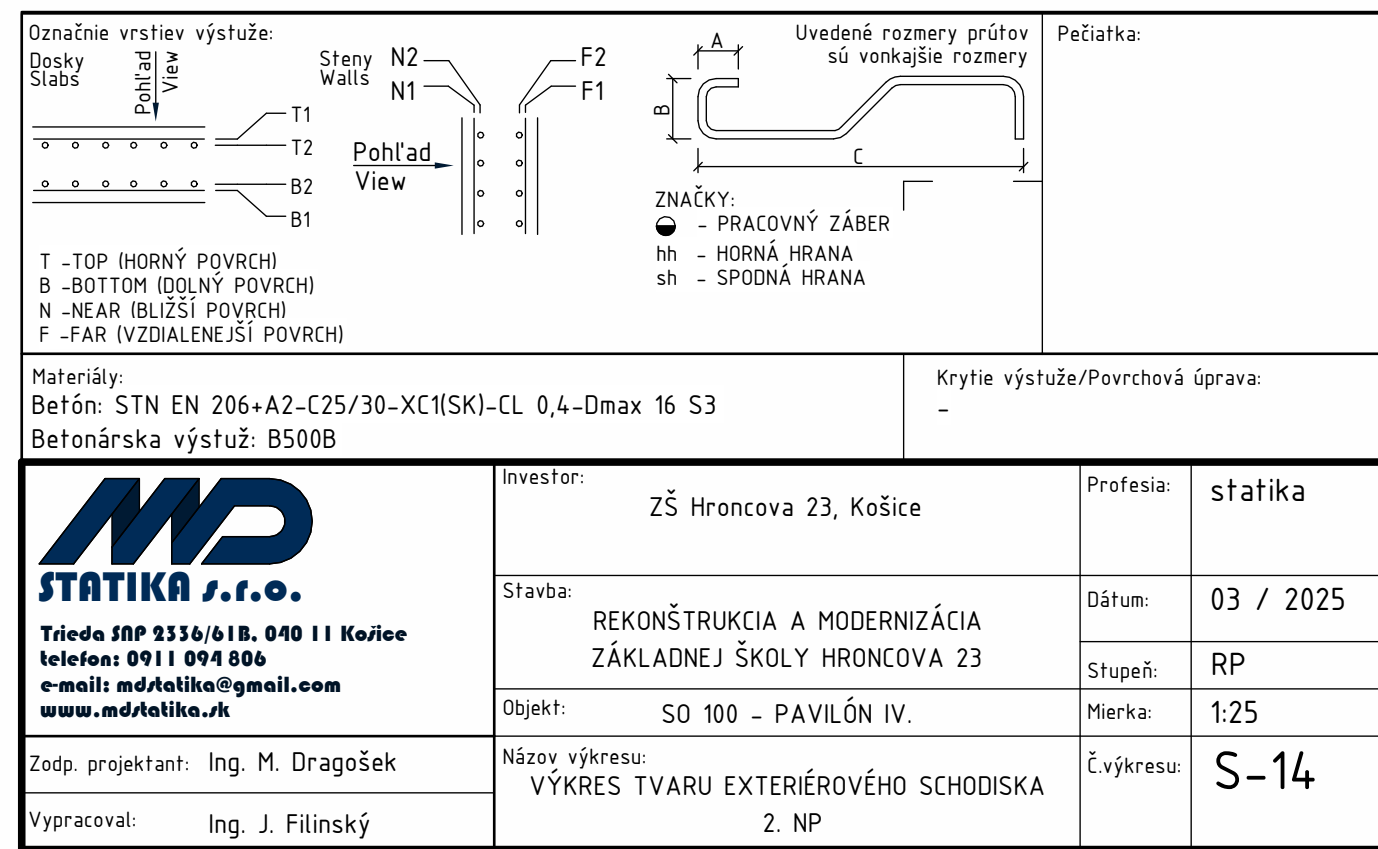 Označnie vrstiev výstuže:
Dosky
Slabs
Pohľad
View
T1
T2
B2
B1
Steny
Walls
N2
N1
F2
F1
Pohľad
View
A
B
C
Uvedené rozmery prútov
sú vonkajšie rozmery
ZNAČKY:
- PRACOVNÝ ZÁBER
hh - HORNÁ HRANA
sh - SPODNÁ HRANA
T -TOP (HORNÝ POVRCH)
B -BOTTOM (DOLNÝ POVRCH)
N -NEAR (BLIŽŠÍ POVRCH)
F -FAR (VZDIALENEJŠÍ POVRCH)
Pečiatka:
Materiály:
Betón: STN EN 206+A2-C25/30-XC1(SK)-CL 0,4-Dmax 16 S3
Betonárska výstuž: B500B
Krytie výstuže/Povrchová úprava:
-
MD
STATIKA s.r.o.
Trieda SNP 2336/61B, 040 11 Košice
telefon: 0911 094 806
e-mail: mdstatika@gmail.com
www.mdstatika.sk
Investor:
ZŠ Hroncova 23, Košice
Profesia: statika
Stavba:
REKONŠTRUKCIA A MODERNIZÁCIA
ZÁKLADNEJ ŠKOLY HRONCOVA 23
Dátum: 03 / 2025
Stupeň: RP
Objekt: SO 100 - PAVILÓN IV.
Mierka: 1:25
Zodp. projektant: Ing. M. Dragošek
Vypracoval: Ing. J. Filinský
Názov výkresu:
VÝKRES TVARU EXTERIÉROVÉHO SCHODISKA
2. NP
Č.výkresu: S-14